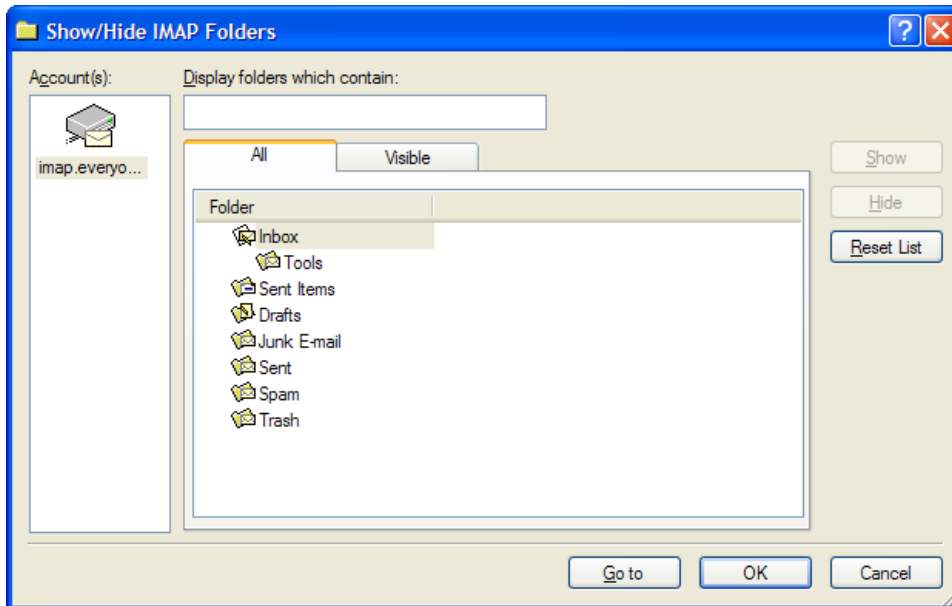 Show/Hide IMAP Folders
Account(s):
Display folders which contain:
imap.everyo...
All
Visible
Show
Hide
Reset List
Folder
Inbox
Tools
Sent Items
Drafts
Junk E-mail
Sent
Spam
Trash
Go to
OK
Cancel